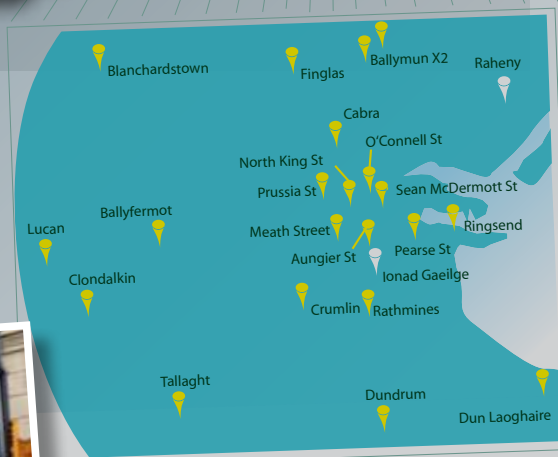 Blanchardstown
Finglas
Ballymun X2
Raheny
Cabra
O'Connell St
North King St
Prussia St
Sean McDermott St
Lucan
Ballyfermot
Meath Street
Aungier St
Pearse St
Ringsend
Clondalkin
Ionad Gaeilge
Crumlin
Rathmines
Tallaght
Dundrum
Dun Laoghaire